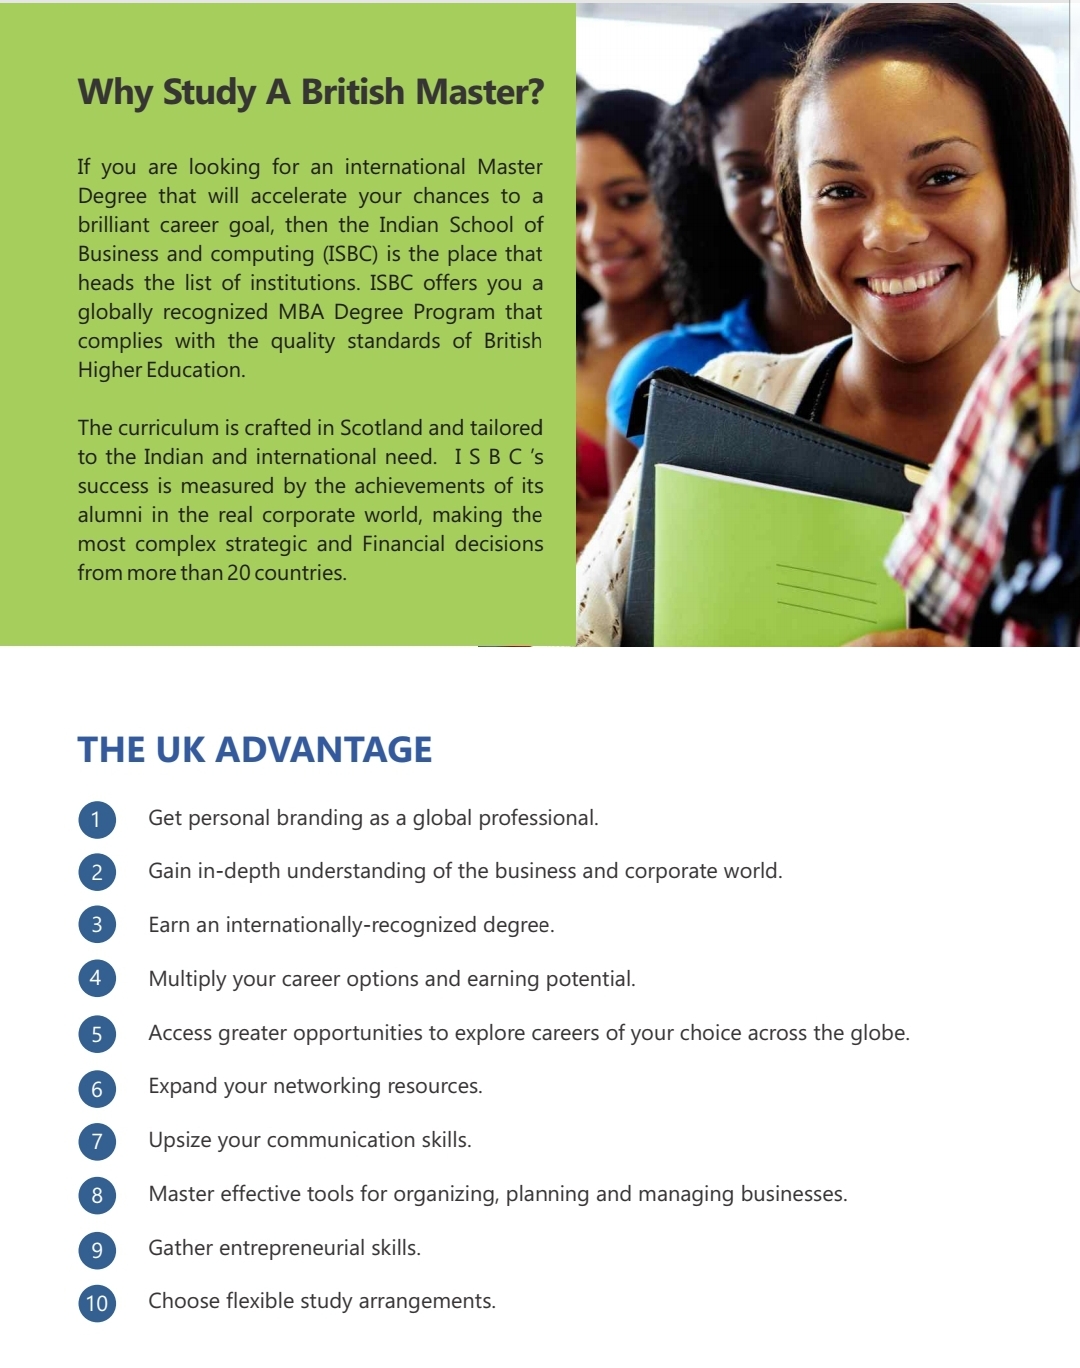 Why Study A British Master?
If you are looking for an international Master
Degree that will accelerate your chances to a
brilliant career goal, then the Indian School of
Business and computing (ISBC) is the place that
heads the list of institutions. ISBC offers you a
globally recognized MBA Degree Program that
complies with the quality standards of British
Higher Education.
The curriculum is crafted in Scotland and tailored
to the Indian and international need. I S B C 's
success is measured by the achievements of its
alumni in the real corporate world, making the
most complex strategic and Financial decisions
from more than 20 countries.
THE UK ADVANTAGE
1 Get personal branding as a global professional.
2 Gain in-depth understanding of the business and corporate world.
3 Earn an internationally-recognized degree.
4 Multiply your career options and earning potential.
5 Access greater opportunities to explore careers of your choice across the globe.
6 Expand your networking resources.
7 Upsize your communication skills.
8 Master effective tools for organizing, planning and managing businesses.
9 Gather entrepreneurial skills.
10 Choose flexible study arrangements.